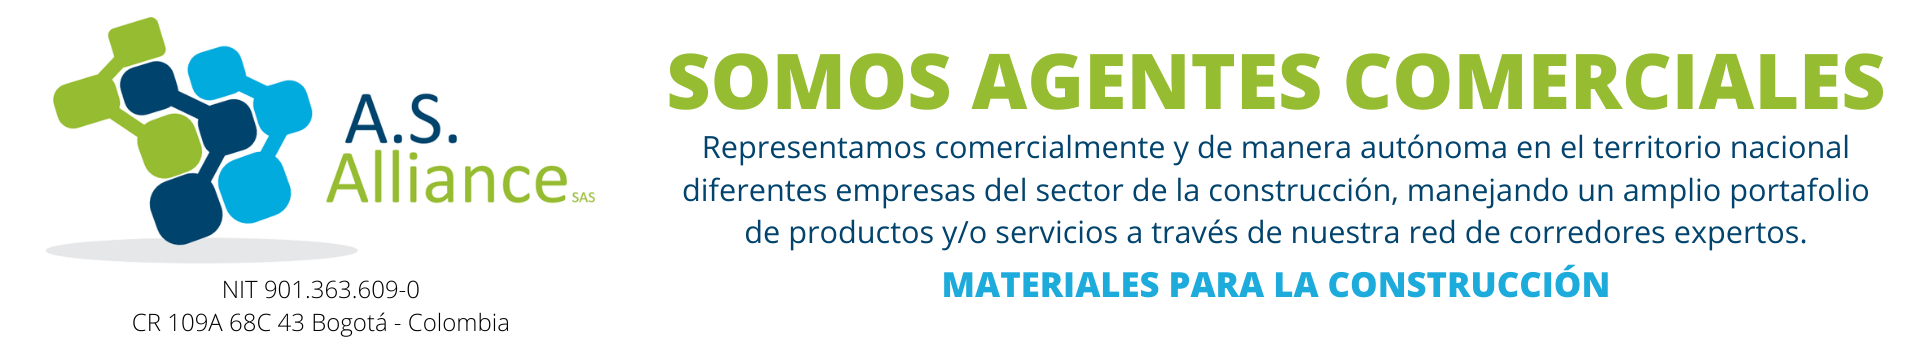 A.S.
Alliance SAS
NIT 901.363.609-0
CR 109A 68C 43 Bogotá - Colombia
SOMOS AGENTES COMERCIALES
Representamos comercialmente y de manera autónoma en el territorio nacional
diferentes empresas del sector de la construcción, manejando un amplio portafolio
de productos y/o servicios a través de nuestra red de corredores expertos.
MATERIALES PARA LA CONSTRUCCIÓN